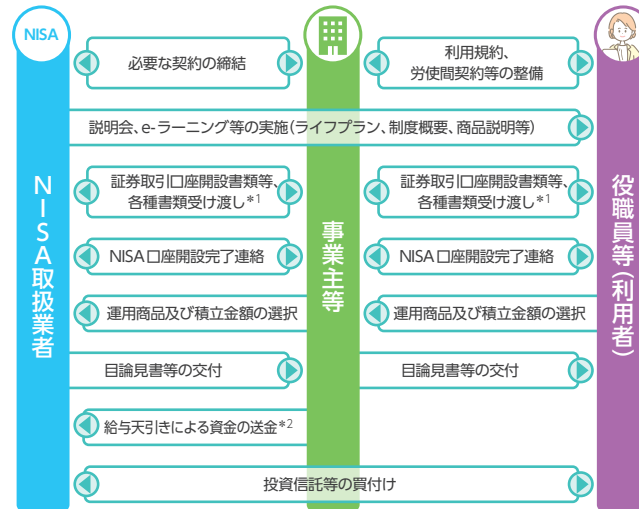 NISA
必要な契約の締結
利用規約、
労使間契約等の整備
説明会、e-ラーニング等の実施(ライフプラン、制度概要、商品説明等)
NISA取扱業者
事業主等
役職員等(利用者)
証券取引口座開設書類等、
各種書類受け渡し*1
証券取引口座開設書類等、
各種書類受け渡し*1
NISA口座開設完了連絡
NISA口座開設完了連絡
運用商品及び積立金額の選択
運用商品及び積立金額の選択
目論見書等の交付
目論見書等の交付
給与天引きによる資金の送金*2
投資信託等の買付け